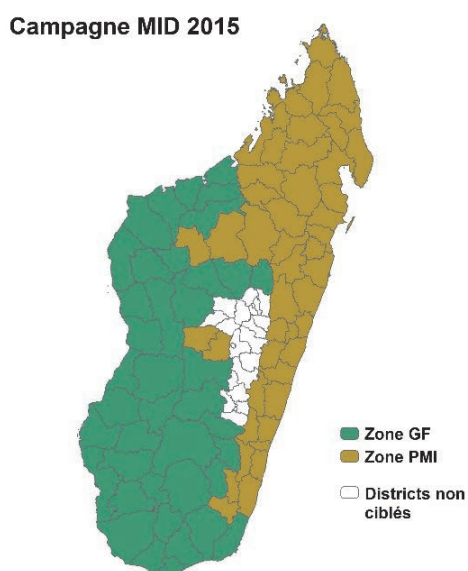 Campagne MID 2015
Zone GF
Zone PMI
Districts non
ciblés